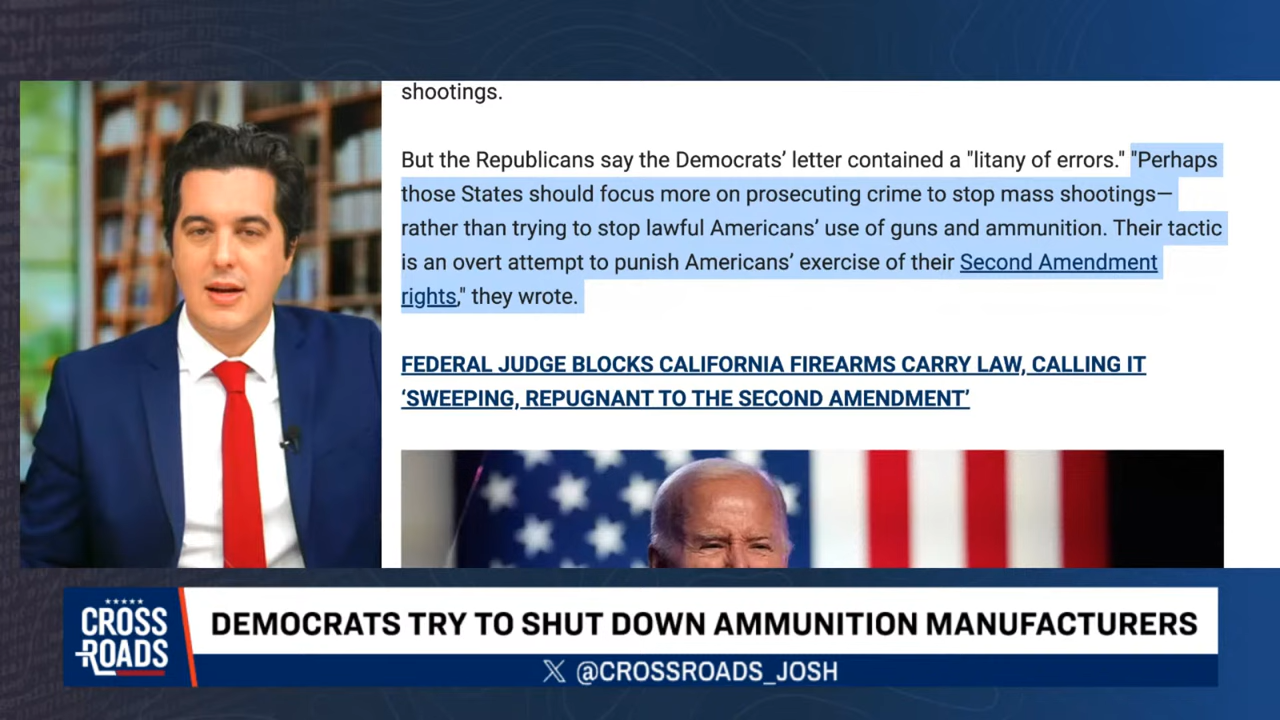 shootings.
But the Republicans say the Democrats’ letter contained a "litany of errors." "Perhaps
those States should focus more on prosecuting crime to stop mass shootings—
rather than trying to stop lawful Americans’ use of guns and ammunition. Their tactic
is an overt attempt to punish Americans’ exercise of their Second Amendment
rights," they wrote.
FEDERAL JUDGE BLOCKS CALIFORNIA FIREARMS CARRY LAW, CALLING IT
‘SWEEPING, REPUGNANT TO THE SECOND AMENDMENT’
CROSS
ROADS
DEMOCRATS TRY TO SHUT DOWN AMMUNITION MANUFACTURERS
X @CROSSROADS_JOSH